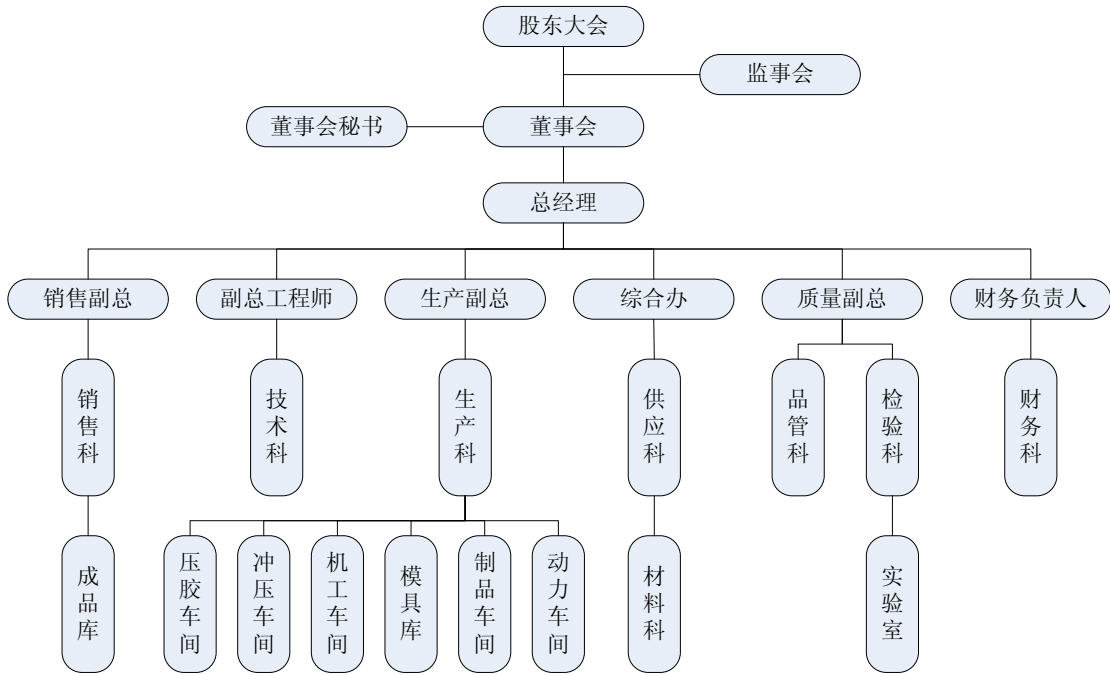 股东大会
监事会
董事会秘书
董事会
总经理
销售副总
副总工程师
生产副总
综合办
质量副总
财务负责人
销售科
技术科
生产科
供应科
品管科
检验科
财务科
成品库
压胶车间
冲压车间
机工车间
模具库
制品车间
动力车间
材料科
实验室